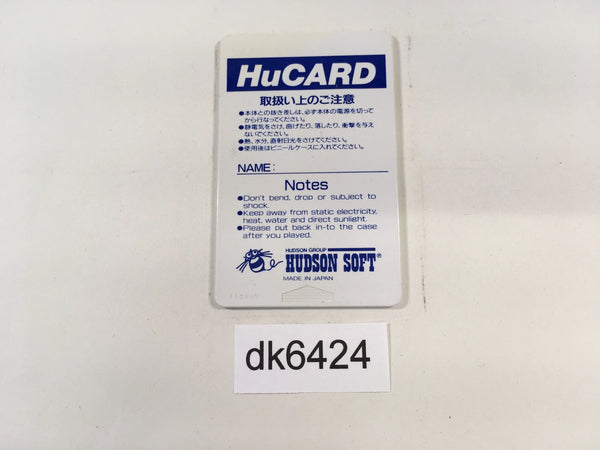 HuCARD
取扱い上のご注意
●本体との抜き差しは、必ず本体の電源を切って
から行なってください。
●静電気をさけ、曲げたり、落したり、衝撃を与え
ないでください。
●熱、水分、直射日光をさけてください。
●使用後はビニールケースに入れてください。
NAME:
Notes
●Don't bend, drop or subject to
shock.
●Keep away from static electricity,
heat, water and direct sunlight.
●Please put back in-to the case
after you played.
HUDSON GROUP
HUDSON SOFT®
MADE IN JAPAN
dk6424